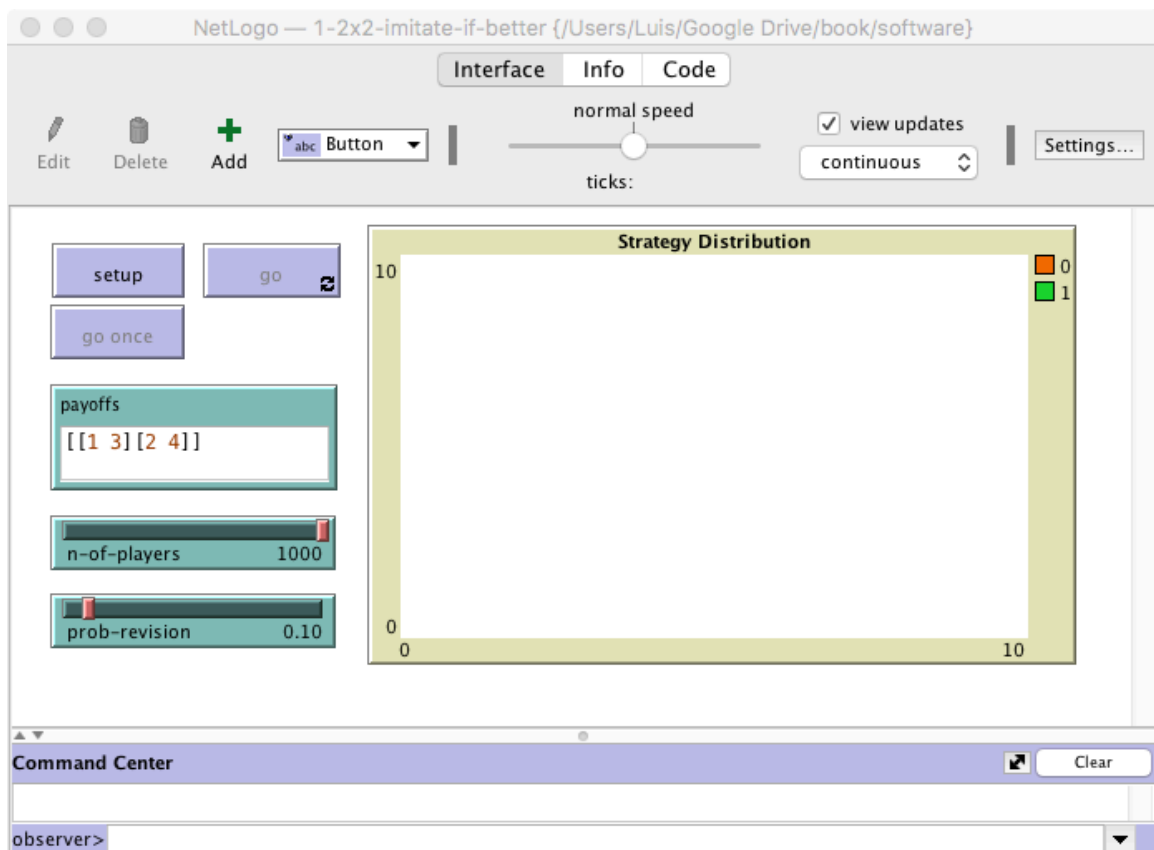 NetLogo — 1-2x2-imitate-if-better {/Users/Luis/Google Drive/book/software}
Interface Info Code
Edit Delete Add abc Button normal speed view updates Settings...
ticks: continuous
setup go
go once
payoffs
[[1 3][2 4]]
n-of-players 1000
prob-revision 0.10
Strategy Distribution
10
0
0 10
0
1
Command Center Clear
observer>